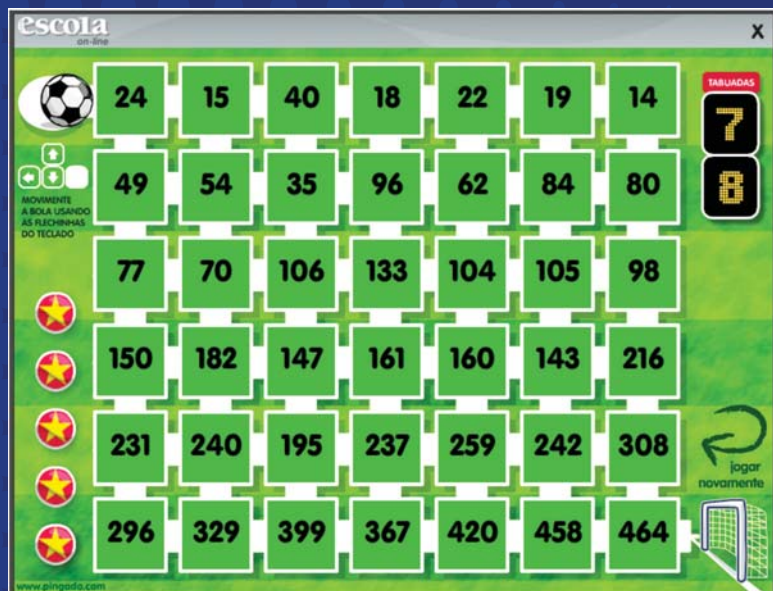 escola
on-line
X
24 15 40 18 22 19 14
TABUADAS
7
8
49 54 35 96 62 84 80
MOVIMENTE
A BOLA USANDO
AS FLECHINHAS
DO TECLADO
77 70 106 133 104 105 98
150 182 147 161 160 143 216
231 240 195 237 259 242 308
jogar
novamente
296 329 399 367 420 458 464
www.pingado.com